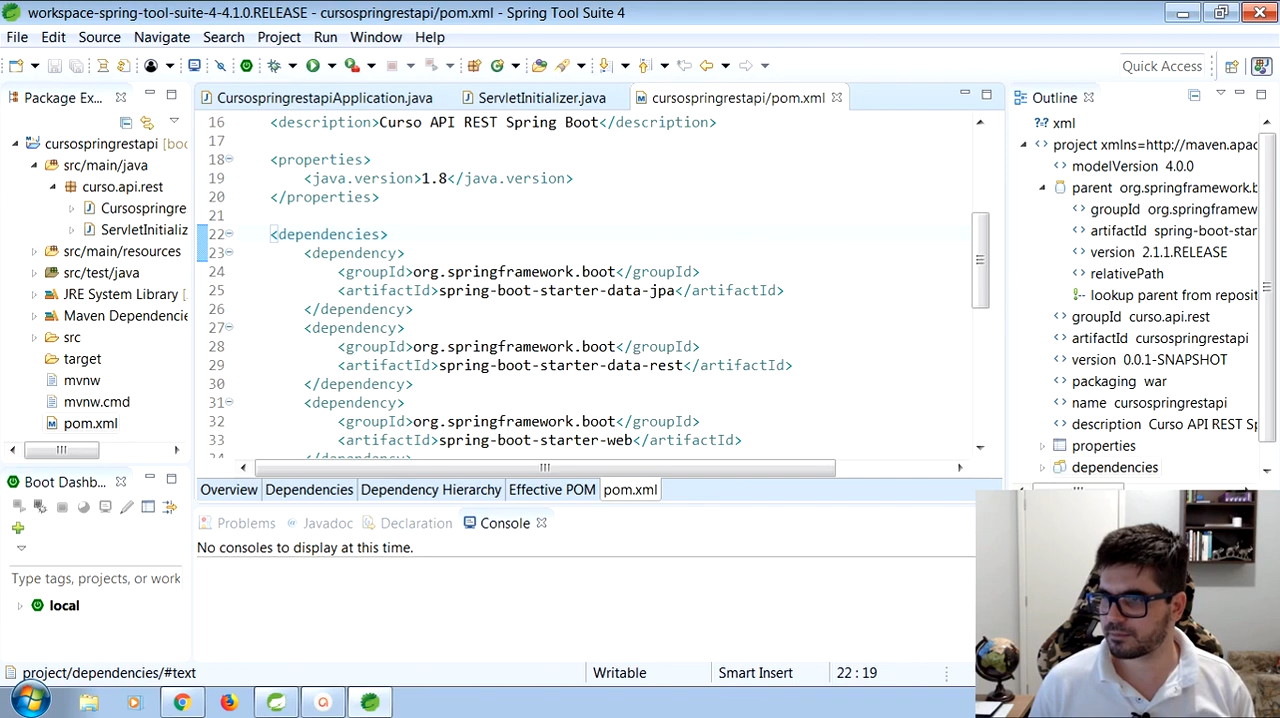 workspace-spring-tool-suite-4-4.1.0.RELEASE - cursospringrestapi/pom.xml - Spring Tool Suite 4
File Edit Source Navigate Search Project Run Window Help
Quick Access
Package Ex...
cursospringrestapi [boo
src/main/java
curso.api.rest
Cursospringre
ServletInitializ
src/main/resources
src/test/java
JRE System Library [
Maven Dependencie
src
target
mvnw
mvnw.cmd
pom.xml
Boot Dashb...
Type tags, projects, or work
local
CursospringrestapiApplication.java ServletInitializer.java cursospringrestapi/pom.xml
16 <description>Curso API REST Spring Boot</description>
17
18 <properties>
19 <java.version>1.8</java.version>
20 </properties>
21
22 <dependencies>
23 <dependency>
24 <groupId>org.springframework.boot</groupId>
25 <artifactId>spring-boot-starter-data-jpa</artifactId>
26 </dependency>
27 <dependency>
28 <groupId>org.springframework.boot</groupId>
29 <artifactId>spring-boot-starter-data-rest</artifactId>
30 </dependency>
31 <dependency>
32 <groupId>org.springframework.boot</groupId>
33 <artifactId>spring-boot-starter-web</artifactId>
34 </dependency>
Overview Dependencies Dependency Hierarchy Effective POM pom.xml
Problems Javadoc Declaration Console
No consoles to display at this time.
Outline
?? xml
project xmlns=http://maven.apac
modelVersion 4.0.0
parent org.springframework.b
groupId org.springframew
artifactId spring-boot-star
version 2.1.1.RELEASE
relativePath
lookup parent from reposit
groupId curso.api.rest
artifactId cursospringrestapi
version 0.0.1-SNAPSHOT
packaging war
name cursospringrestapi
description Curso API REST Sp
properties
dependencies
project/dependencies/#text Writable Smart Insert 22 : 19